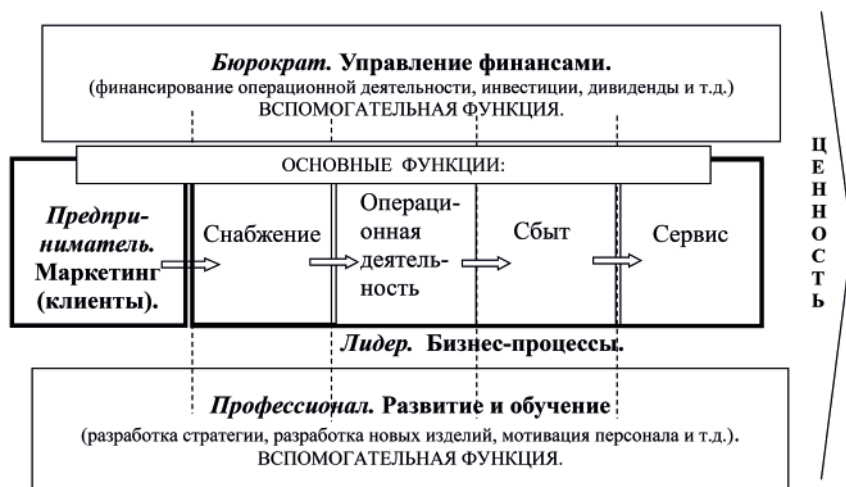 Бюрократ. Управление финансами.
(финансирование операционной деятельности, инвестиции, дивиденды и т.д.)
ВСПОМОГАТЕЛЬНАЯ ФУНКЦИЯ.
ОСНОВНЫЕ ФУНКЦИИ:
Предпри-
ниматель.
Маркетинг
(клиенты).
Снабжение
Операци-
онная
деятель-
ность
Сбыт
Сервис
Лидер. Бизнес-процессы.
Профессионал. Развитие и обучение
(разработка стратегии, разработка новых изделий, мотивация персонала и т.д.).
ВСПОМОГАТЕЛЬНАЯ ФУНКЦИЯ.
ЦЕННОСТЬ